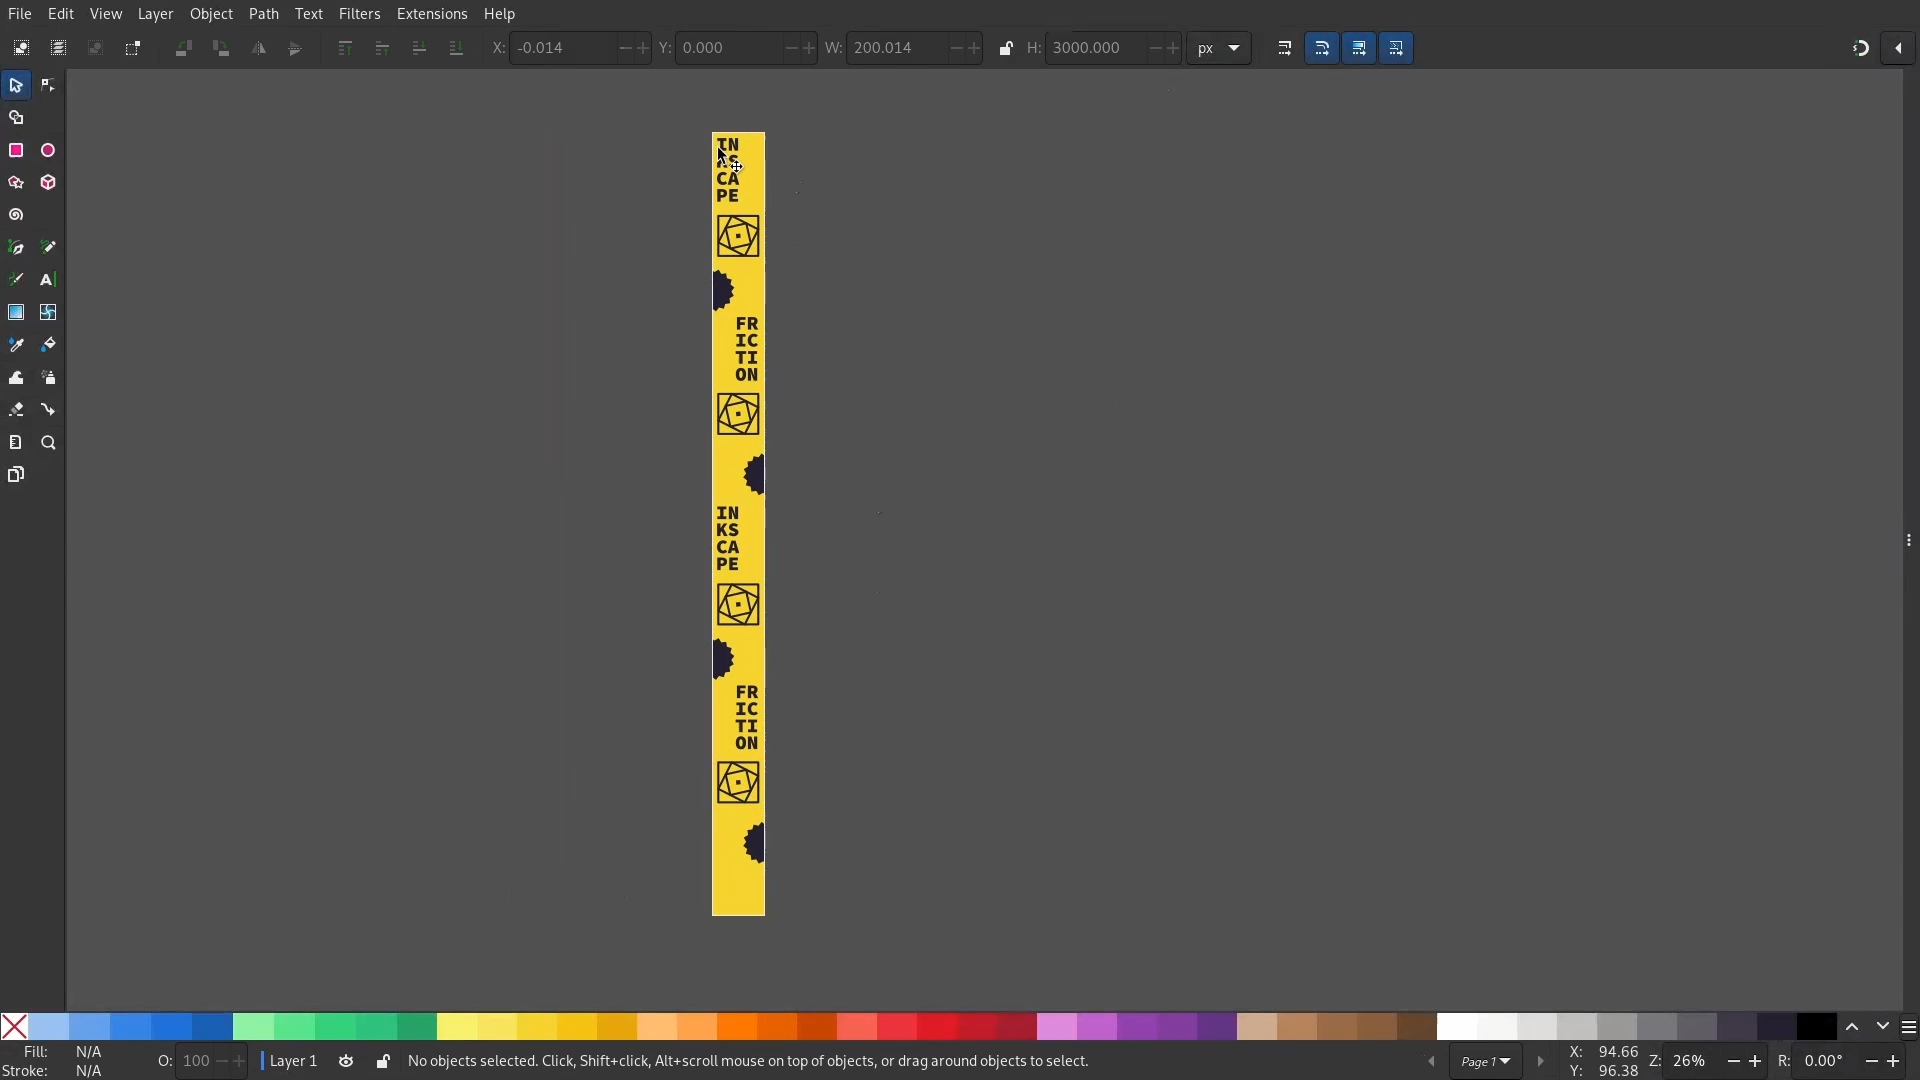 File Edit View Layer Object Path Text Filters Extensions Help
X: -0.014 Y: 0.000 W: 200.014 H: 3000.000 px
IN
KS
CA
PE
FR
IC
TI
ON
IN
KS
CA
PE
FR
IC
TI
ON
Fill: N/A
Stroke: N/A
O: 100
Layer 1
No objects selected. Click, Shift+click, Alt+scroll mouse on top of objects, or drag around objects to select.
Page 1
X: 94.66
Y: 96.38
Z: 26%
R: 0.00°